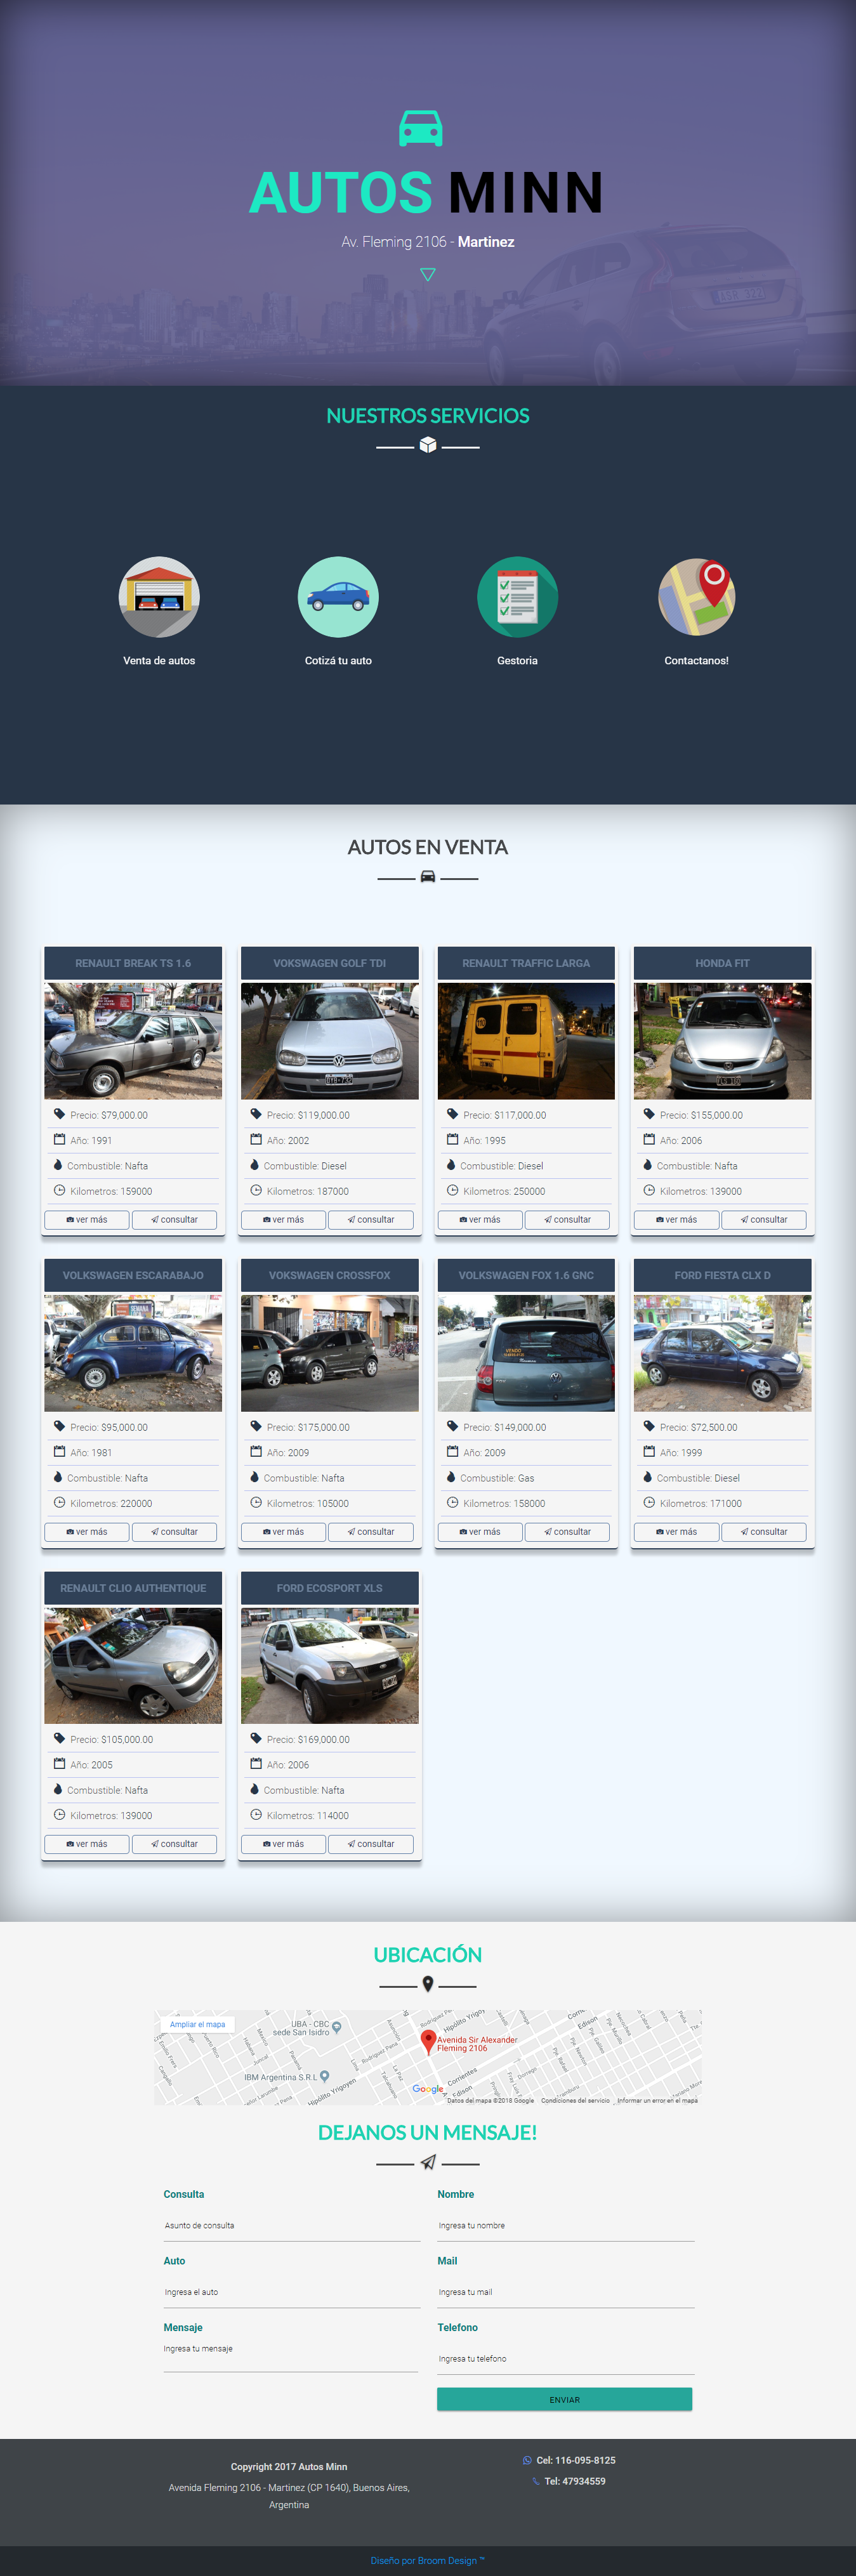 AUTOS MINN
Av. Fleming 2106 - Martinez
NUESTROS SERVICIOS
Venta de autos
Cotizá tu auto
Gestoria
Contactanos!
AUTOS EN VENTA
RENAULT BREAK TS 1.6
Precio: $79,000.00
Año: 1991
Combustible: Nafta
Kilometros: 159000
ver más consultar
VOKSWAGEN GOLF TDI
Precio: $119,000.00
Año: 2002
Combustible: Diesel
Kilometros: 187000
ver más consultar
RENAULT TRAFFIC LARGA
Precio: $117,000.00
Año: 1995
Combustible: Diesel
Kilometros: 250000
ver más consultar
HONDA FIT
Precio: $155,000.00
Año: 2006
Combustible: Nafta
Kilometros: 139000
ver más consultar
VOLKSWAGEN ESCARABAJO
Precio: $95,000.00
Año: 1981
Combustible: Nafta
Kilometros: 220000
ver más consultar
VOKSWAGEN CROSSFOX
Precio: $175,000.00
Año: 2009
Combustible: Nafta
Kilometros: 105000
ver más consultar
VOLKSWAGEN FOX 1.6 GNC
VENDO
Precio: $149,000.00
Año: 2009
Combustible: Gas
Kilometros: 158000
ver más consultar
FORD FIESTA CLX D
Precio: $72,500.00
Año: 1999
Combustible: Diesel
Kilometros: 171000
ver más consultar
RENAULT CLIO AUTHENTIQUE
Precio: $105,000.00
Año: 2005
Combustible: Nafta
Kilometros: 139000
ver más consultar
FORD ECOSPORT XLS
Precio: $169,000.00
Año: 2006
Combustible: Nafta
Kilometros: 114000
ver más consultar
UBICACIÓN
Ampliar el mapa
UBA - CBC
sede San Isidro
IBM Argentina S.R.L
Hipólito Yrigoyen
Hipólito Yrigoyen
Rodriguez Pena
Corrientes
Edison
Edison
Avenida Sir Alexander
Fleming 2106
Google
Datos del mapa ©2018 Google Condiciones del servicio Informar un error en el mapa
DEJANOS UN MENSAJE!
Consulta
Asunto de consulta
Auto
Ingresa el auto
Mensaje
Ingresa tu mensaje
Nombre
Ingresa tu nombre
Mail
Ingresa tu mail
Telefono
Ingresa tu telefono
ENVIAR
Copyright 2017 Autos Minn
Avenida Fleming 2106 - Martinez (CP 1640), Buenos Aires,
Argentina
Cel: 116-095-8125
Tel: 47934559
Diseño por Broom Design ™